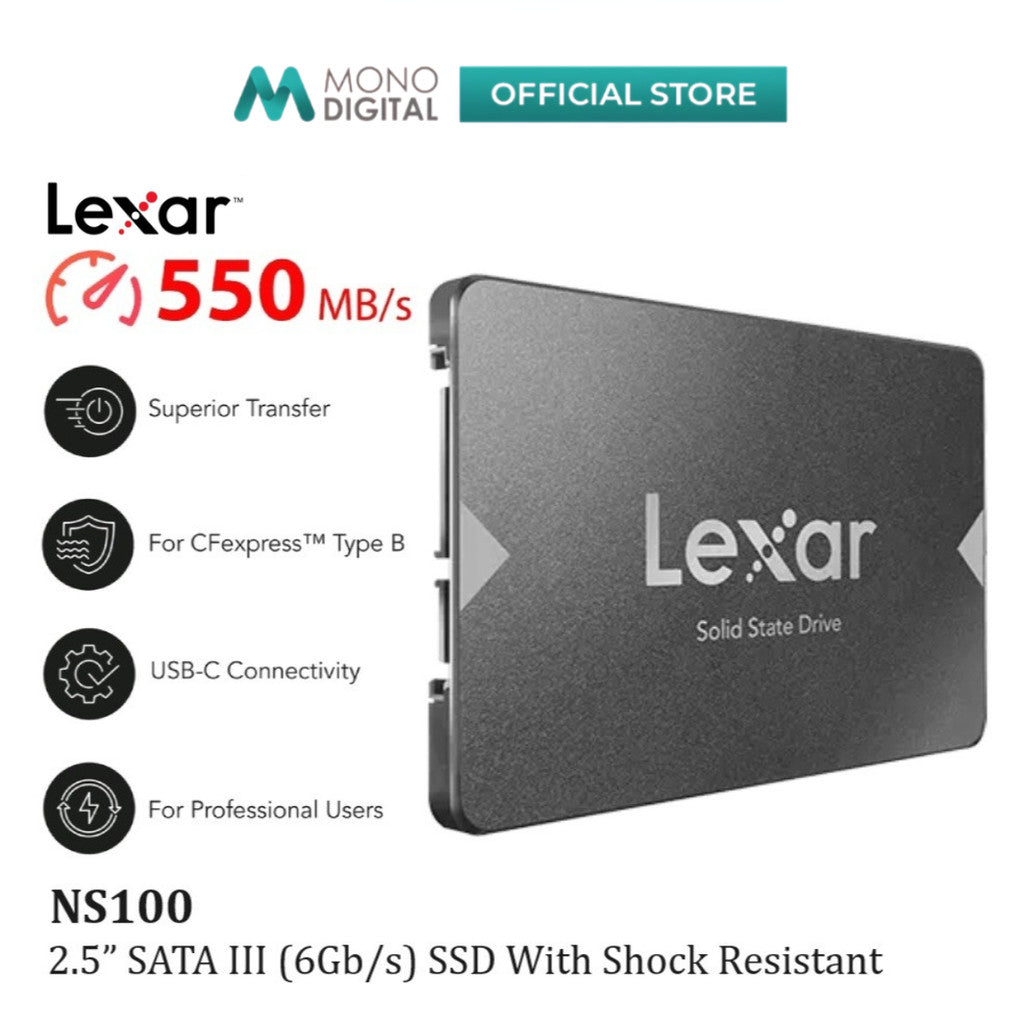 MONO
DIGITAL
OFFICIAL STORE
Lexar™
550 MB/s
Superior Transfer
For CFexpress™ Type B
USB-C Connectivity
For Professional Users
Lexar
Solid State Drive
NS100
2.5” SATA III (6Gb/s) SSD With Shock Resistant